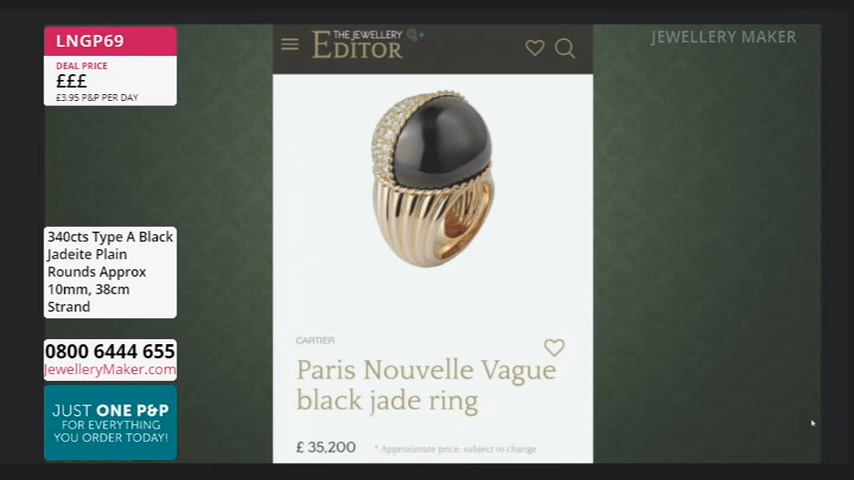 LNGP69
DEAL PRICE
£££
£3.95 P&P PER DAY
340cts Type A Black
Jadeite Plain
Rounds Approx
10mm, 38cm
Strand
0800 6444 655
JewelleryMaker.com
JUST ONE P&P
FOR EVERYTHING
YOU ORDER TODAY!
THE JEWELLERY
EDITOR
JEWELLERY MAKER
CARTIER
Paris Nouvelle Vague
black jade ring
£ 35,200
* Approximate price, subject to change